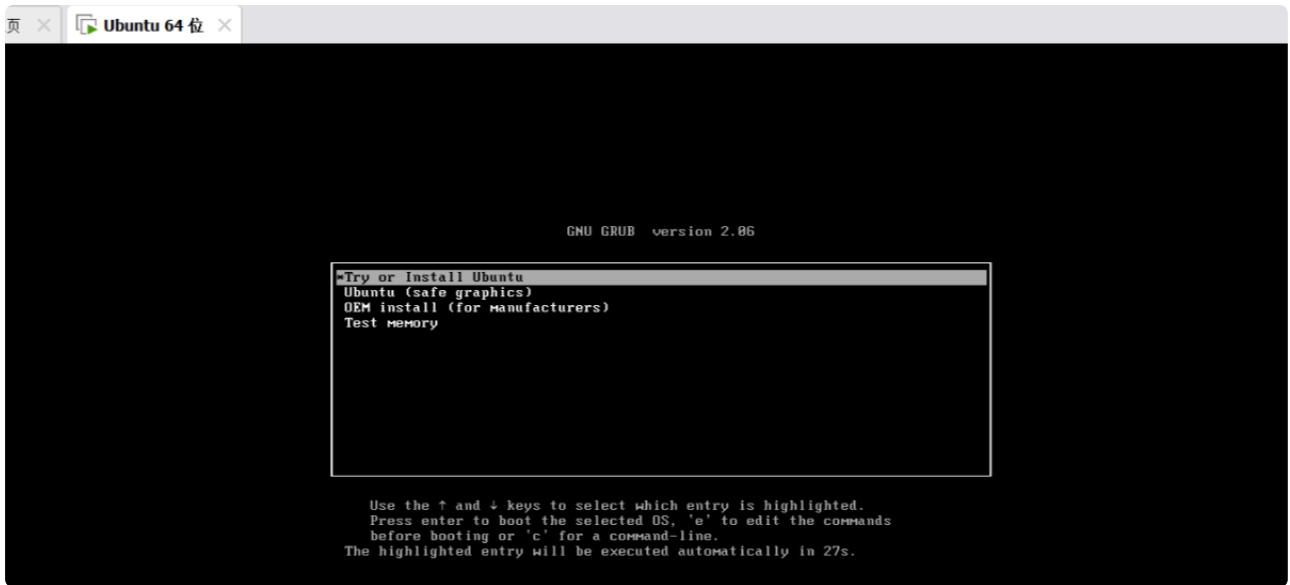 页
Ubuntu 64 位
GNU GRUB version 2.06
*Try or Install Ubuntu
Ubuntu (safe graphics)
OEM install (for manufacturers)
Test memory
Use the ↑ and ↓ keys to select which entry is highlighted.
Press enter to boot the selected OS, 'e' to edit the commands
before booting or 'c' for a command-line.
The highlighted entry will be executed automatically in 27s.